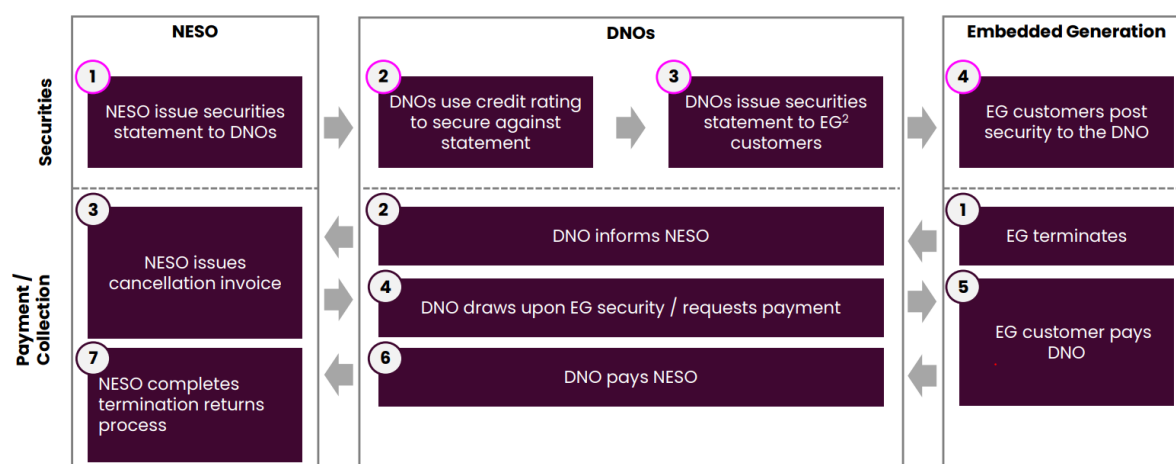 NESO
DNOs
Embedded Generation
Securities
1
NESO issue securities
statement to DNOs
2
DNOs use credit rating
to secure against
statement
3
DNOs issue securities
statement to EG²
customers
4
EG customers post
security to the DNO
Payment /
Collection
3
NESO issues
cancellation invoice
2
DNO informs NESO
1
EG terminates
4
DNO draws upon EG security / requests payment
5
EG customer pays
DNO
7
NESO completes
termination returns
process
6
DNO pays NESO